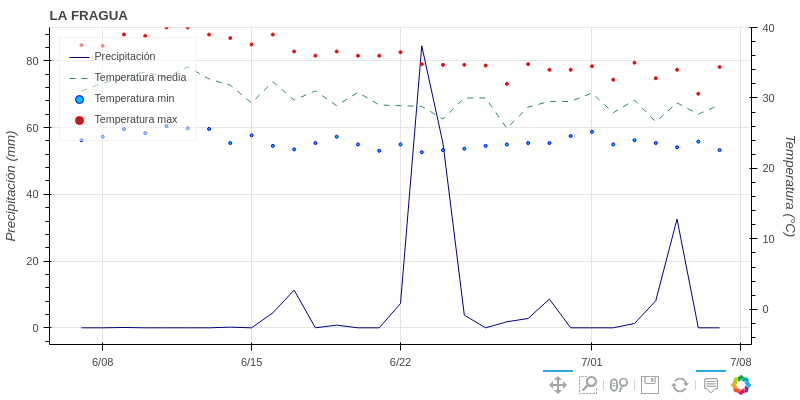 LA FRAGUA
Precipitación
Temperatura media
Temperatura min
Temperatura max
Precipitación (mm)
80
60
40
20
0
Temperatura (°C)
40
30
20
10
0
6/08 6/15 6/22 7/01 7/08